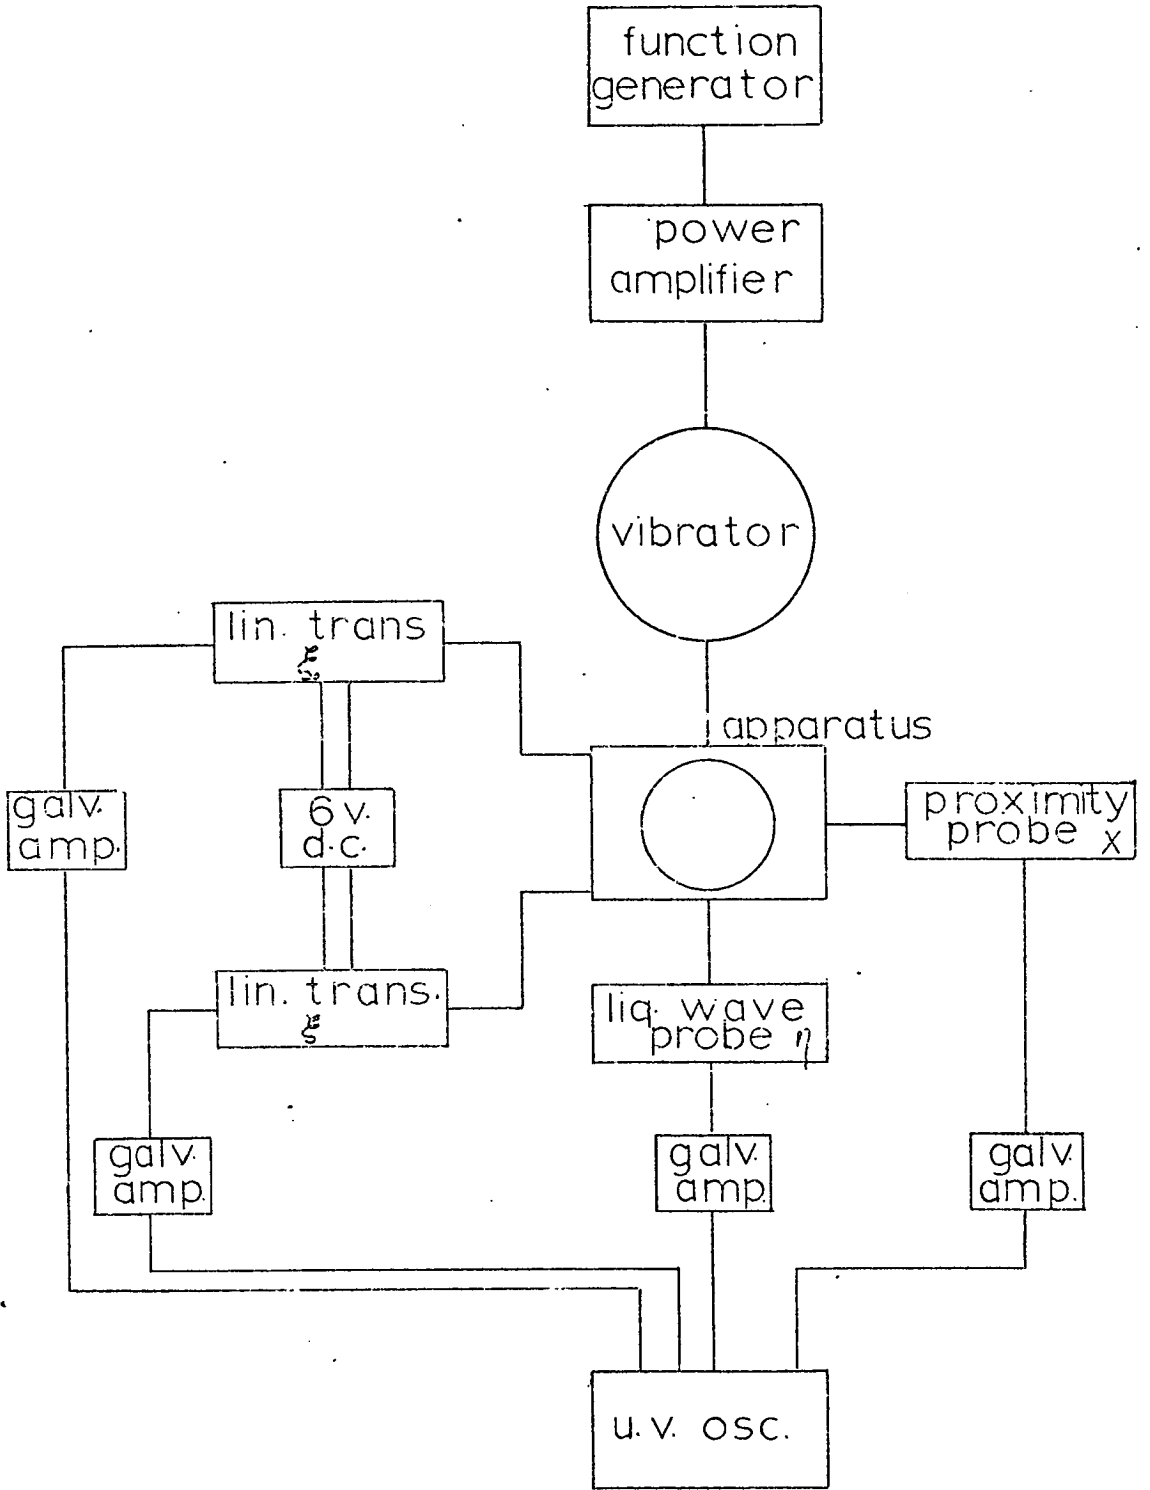 function
generator
power
amplifier
vibrator
lin. trans
ξ
apparatus
galv.
amp.
6 v.
d.c.
proximity
probe x
lin. trans.
ξ
liq. wave
probe η
galv.
amp.
galv.
amp.
galv.
amp.
u.v. osc.